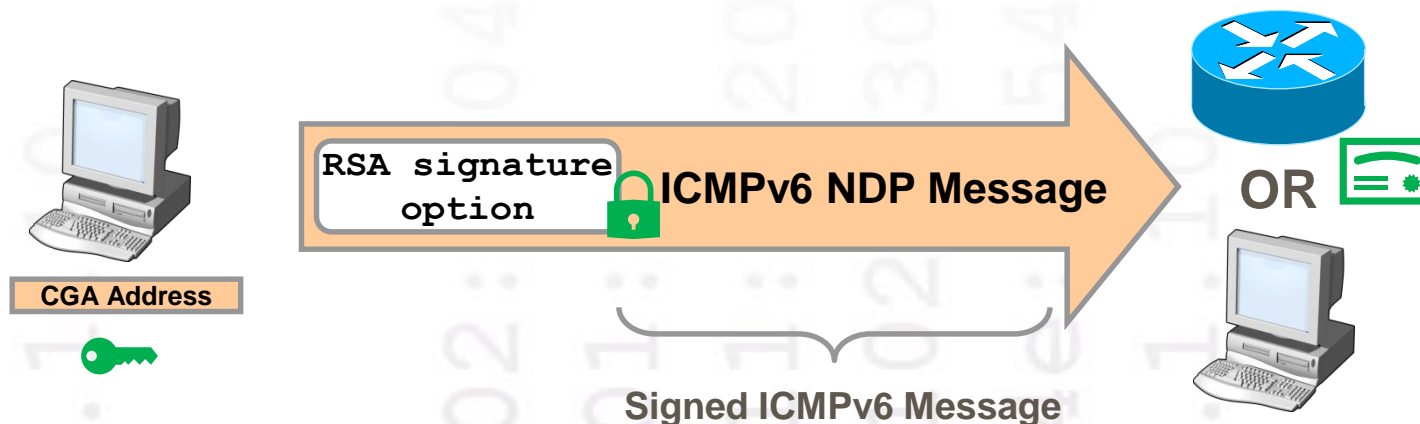 RSA signature
option
ICMPv6 NDP Message
OR
CGA Address
Signed ICMPv6 Message